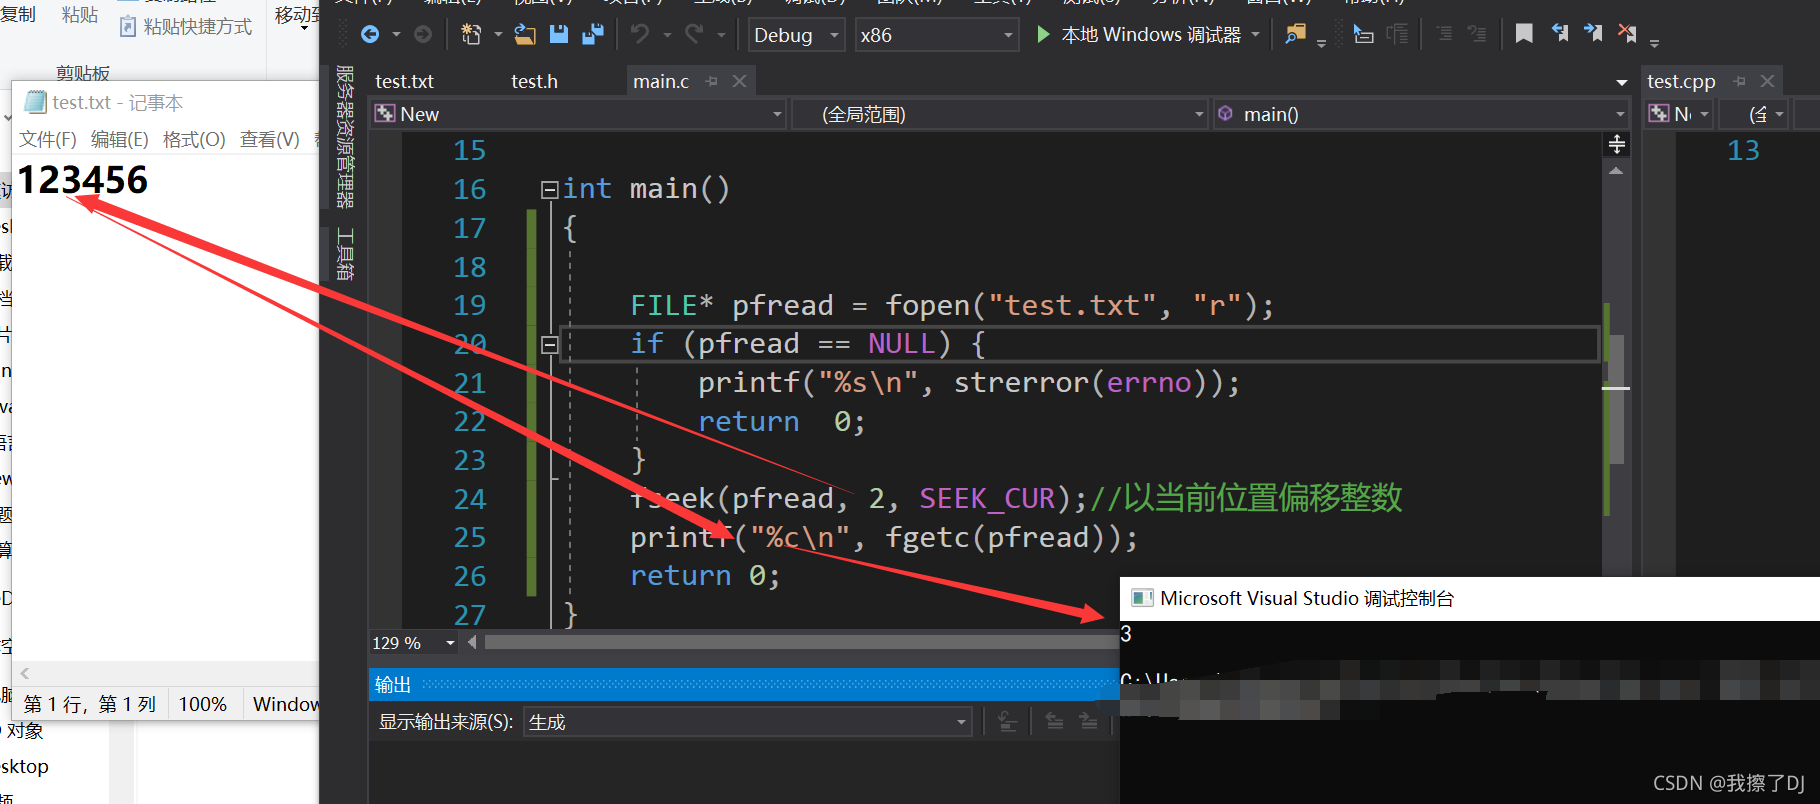 复制
粘贴
粘贴快捷方式
移动到
剪贴板
test.txt - 记事本
文件(F) 编辑(E) 格式(O) 查看(V)
123456
第 1 行，第 1 列 100% Window
对象
esktop
Debug x86 本地 Windows 调试器
服务器资源管理器
工具箱
test.txt test.h main.c
New (全局范围) main()
15
16 int main()
17 {
18
19 FILE* pfread = fopen("test.txt", "r");
20 if (pfread == NULL) {
21 printf("%s\n", strerror(errno));
22 return 0;
23 }
24 fseek(pfread, 2, SEEK_CUR);//以当前位置偏移整数
25 printf("%c\n", fgetc(pfread));
26 return 0;
27 }
129 %
输出
显示输出来源(S): 生成
test.cpp
13
Microsoft Visual Studio 调试控制台
3
CSDN @我擦了DJ